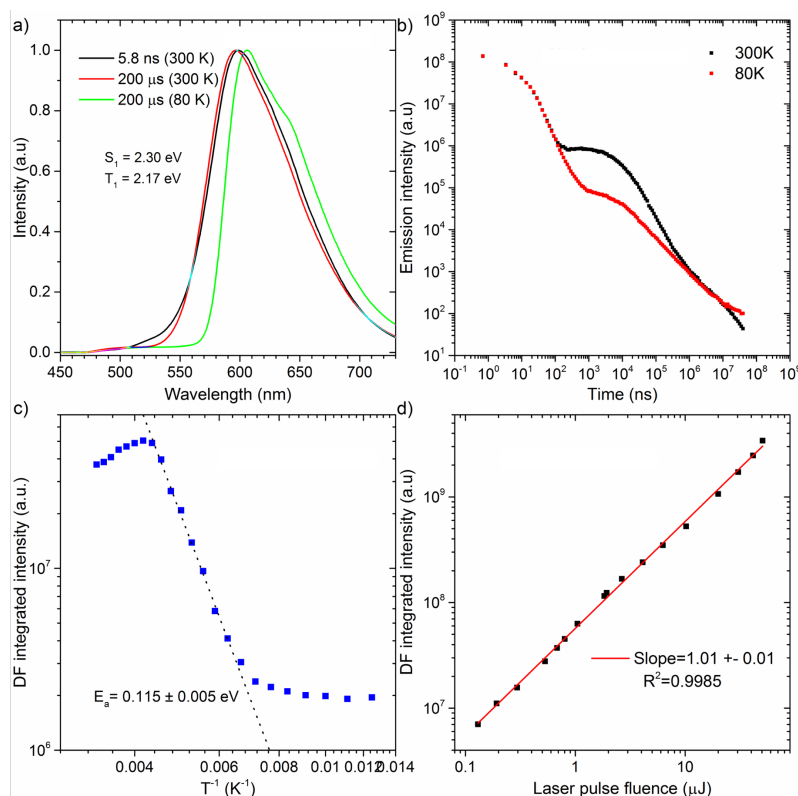 a)
5.8 ns (300 K)
200 μs (300 K)
200 μs (80 K)
S1 = 2.30 eV
T1 = 2.17 eV
Intensity (a.u)
1.0
0.8
0.6
0.4
0.2
0.0
450 500 550 600 650 700
Wavelength (nm)
b)
300K
80K
Emission intensity (a.u)
10^9
10^8
10^7
10^6
10^5
10^4
10^3
10^2
10^1
10^-1 10^0 10^1 10^2 10^3 10^4 10^5 10^6 10^7 10^8 10^9
Time (ns)
c)
DF integrated intensity (a.u.)
10^7
10^6
Ea= 0.115 ± 0.005 eV
0.004 0.006 0.008 0.01 0.012 0.014
T^-1 (K^-1)
d)
DF integrated intensity (a.u)
10^9
10^8
10^7
Slope=1.01 +- 0.01
R^2=0.9985
0.1 1 10
Laser pulse fluence (μJ)